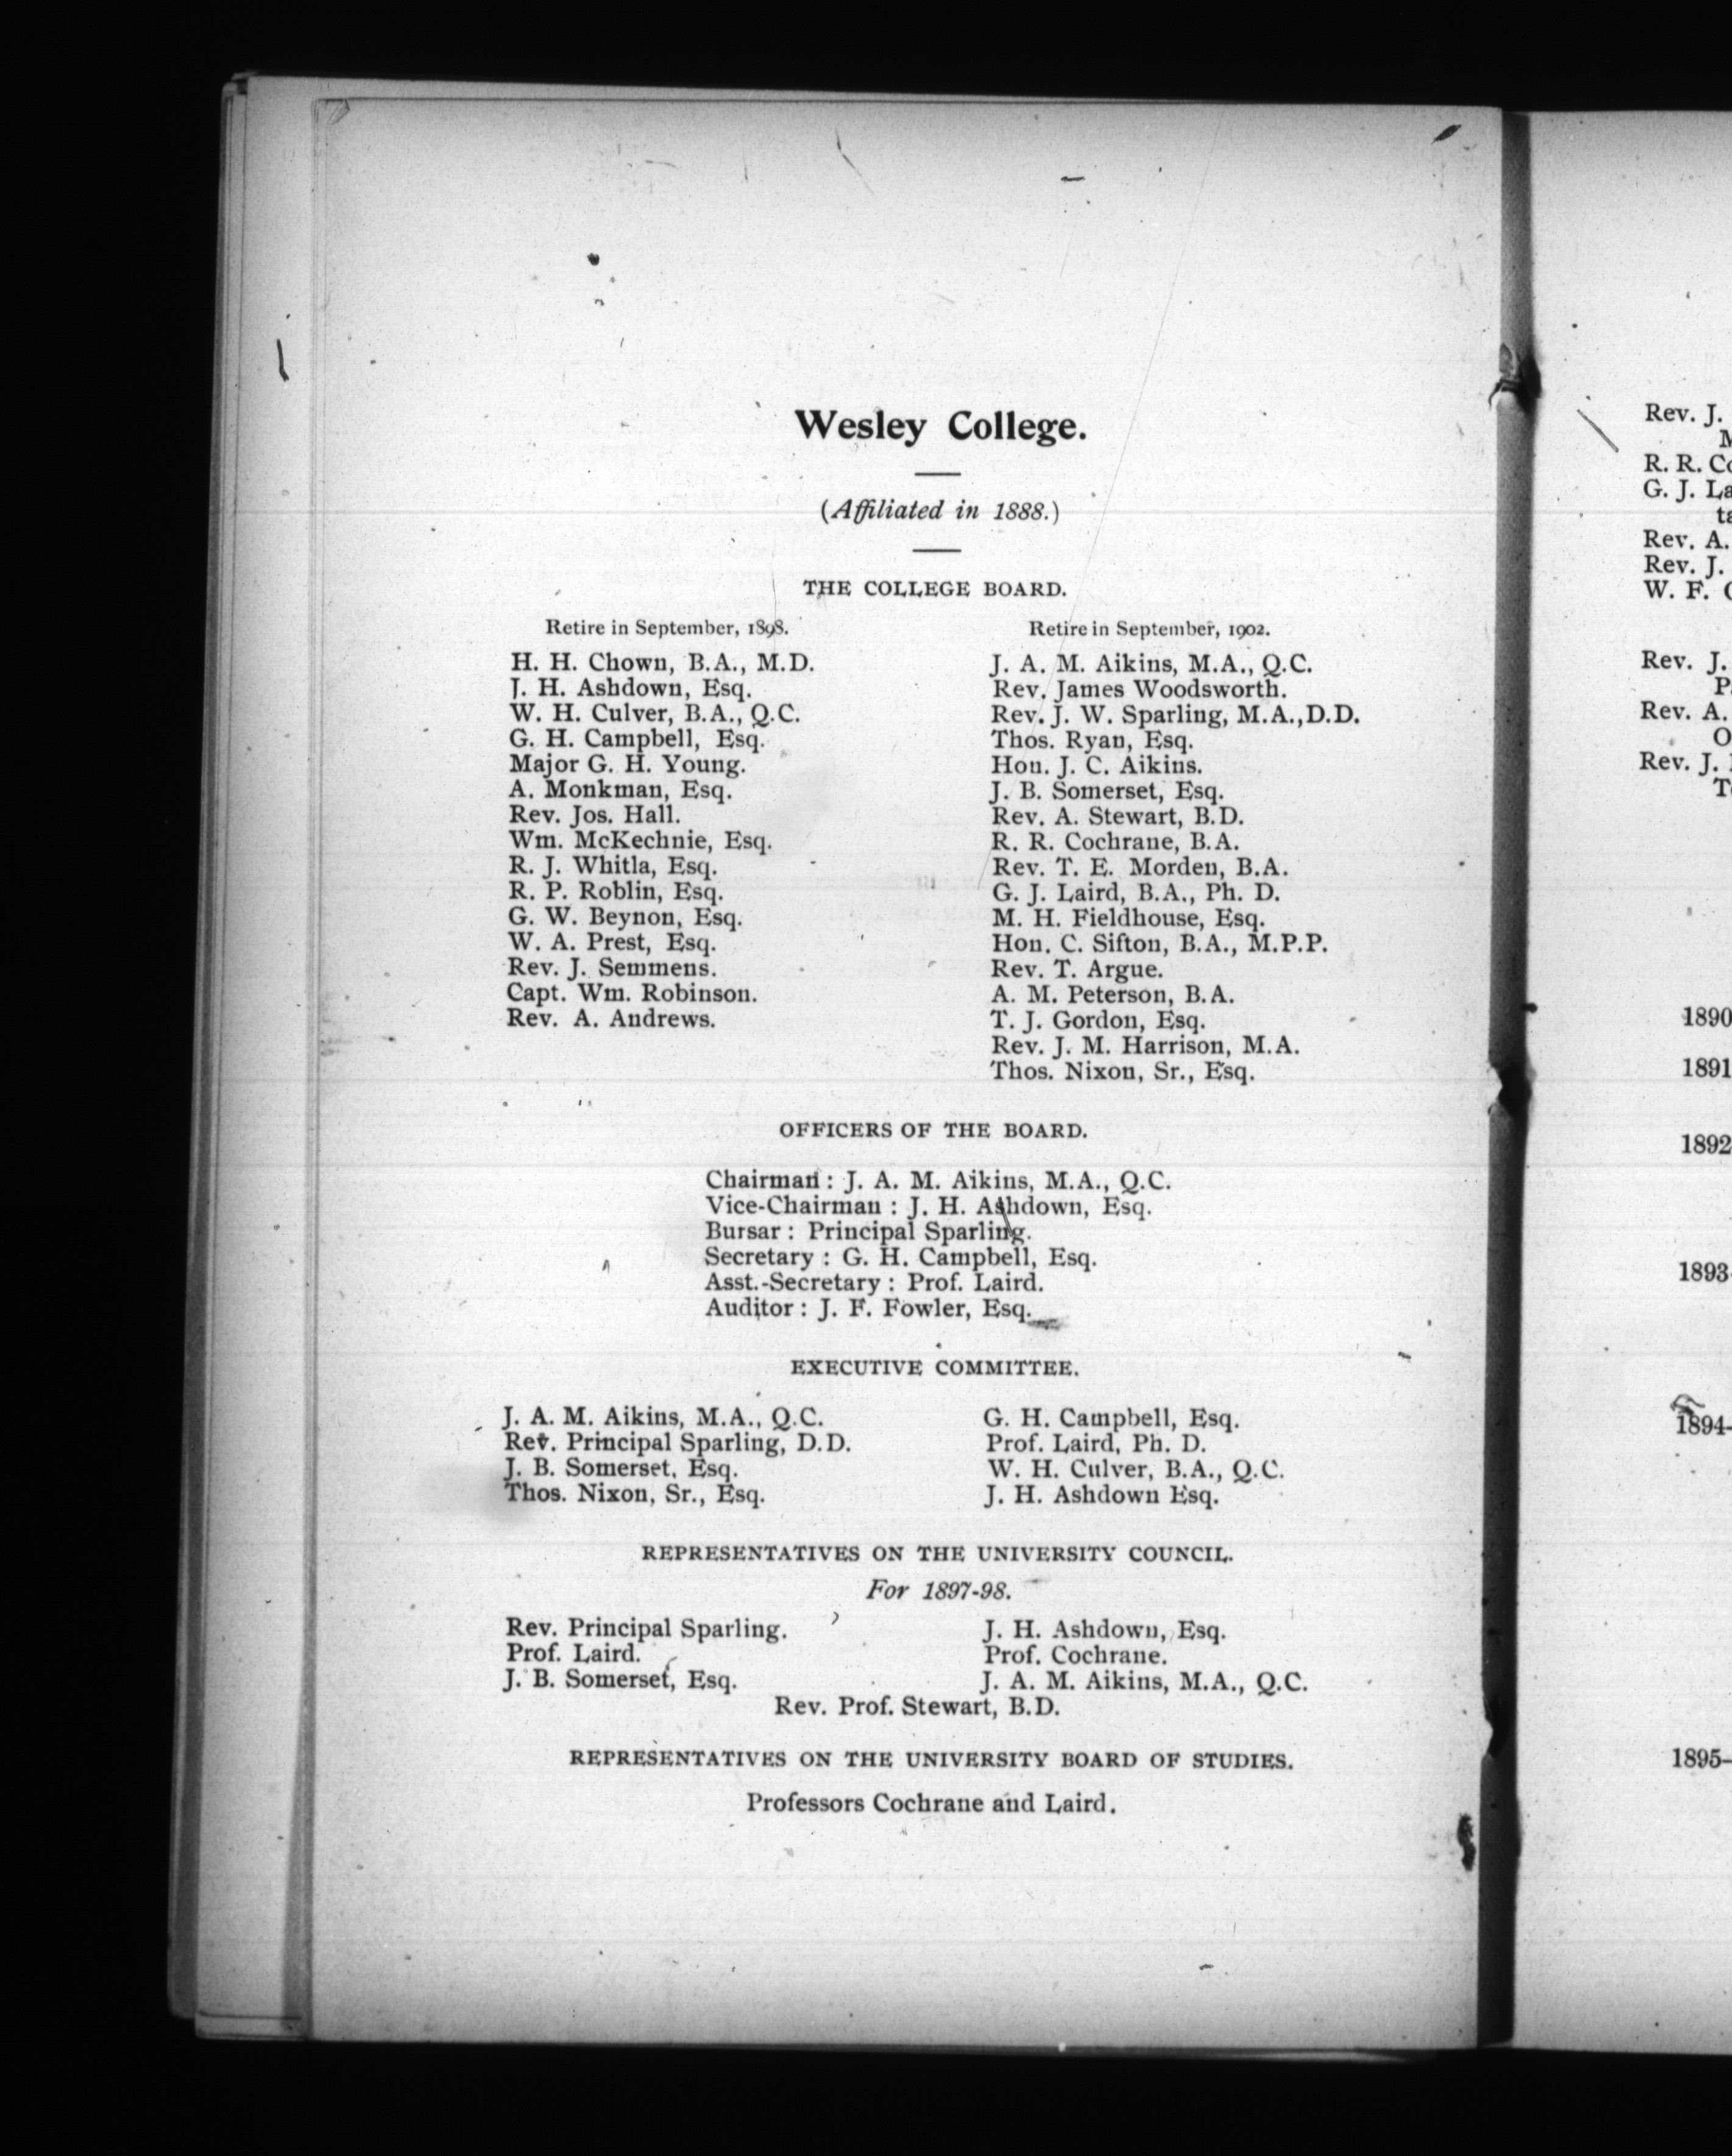 Wesley College.
(Affiliated in 1888.)
THE COLLEGE BOARD.
Retire in September, 1898.
H. H. Chown, B.A., M.D.
J. H. Ashdown, Esq.
W. H. Culver, B.A., Q.C.
G. H. Campbell, Esq.
Major G. H. Young.
A. Monkman, Esq.
Rev. Jos. Hall.
Wm. McKechnie, Esq.
R. J. Whitla, Esq.
R. P. Roblin, Esq.
G. W. Beynon, Esq.
W. A. Prest, Esq.
Rev. J. Semmens.
Capt. Wm. Robinson.
Rev. A. Andrews.
Retire in September, 1902.
J. A. M. Aikins, M.A., Q.C.
Rev. James Woodsworth.
Rev. J. W. Sparling, M.A.,D.D.
Thos. Ryan, Esq.
Hon. J. C. Aikins.
J. B. Somerset, Esq.
Rev. A. Stewart, B.D.
R. R. Cochrane, B.A.
Rev. T. E. Morden, B.A.
G. J. Laird, B.A., Ph. D.
M. H. Fieldhouse, Esq.
Hon. C. Sifton, B.A., M.P.P.
Rev. T. Argue.
A. M. Peterson, B.A.
T. J. Gordon, Esq.
Rev. J. M. Harrison, M.A.
Thos. Nixon, Sr., Esq.
OFFICERS OF THE BOARD.
Chairman : J. A. M. Aikins, M.A., Q.C.
Vice-Chairman : J. H. Ashdown, Esq.
Bursar : Principal Sparling.
Secretary : G. H. Campbell, Esq.
Asst.-Secretary : Prof. Laird.
Auditor : J. F. Fowler, Esq.
EXECUTIVE COMMITTEE.
J. A. M. Aikins, M.A., Q.C.
Rev. Principal Sparling, D.D.
J. B. Somerset, Esq.
Thos. Nixon, Sr., Esq.
G. H. Campbell, Esq.
Prof. Laird, Ph. D.
W. H. Culver, B.A., Q.C.
J. H. Ashdown Esq.
REPRESENTATIVES ON THE UNIVERSITY COUNCIL.
For 1897-98.
Rev. Principal Sparling.
Prof. Laird.
J. B. Somerset, Esq.
J. H. Ashdown, Esq.
Prof. Cochrane.
J. A. M. Aikins, M.A., Q.C.
Rev. Prof. Stewart, B.D.
REPRESENTATIVES ON THE UNIVERSITY BOARD OF STUDIES.
Professors Cochrane and Laird.
Rev. J.
R. R.
G. J.
Rev. A.
Rev. J.
W. F.
Rev. J.
Rev. A.
Rev. J.
1890
1891
1892
1893-
1894-
1895-